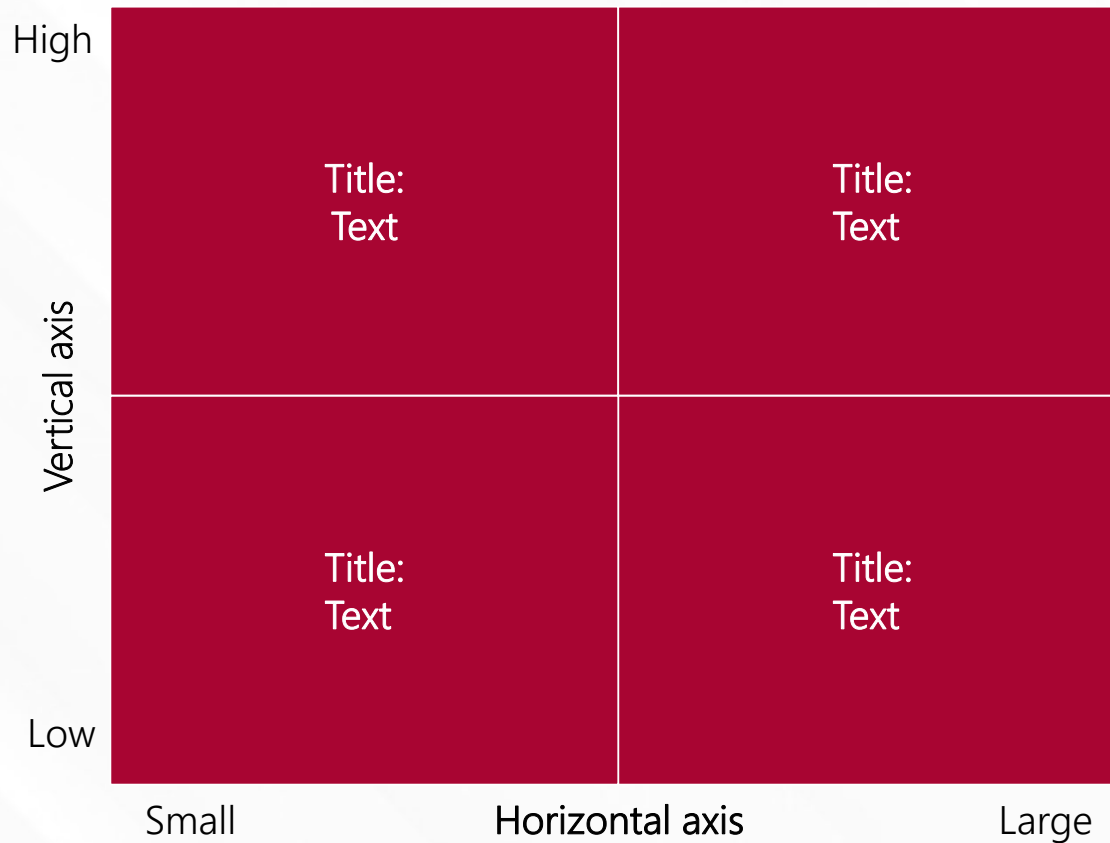 High
Title:
Text
Title:
Text
Vertical axis
Title:
Text
Title:
Text
Low
Small
Horizontal axis
Large